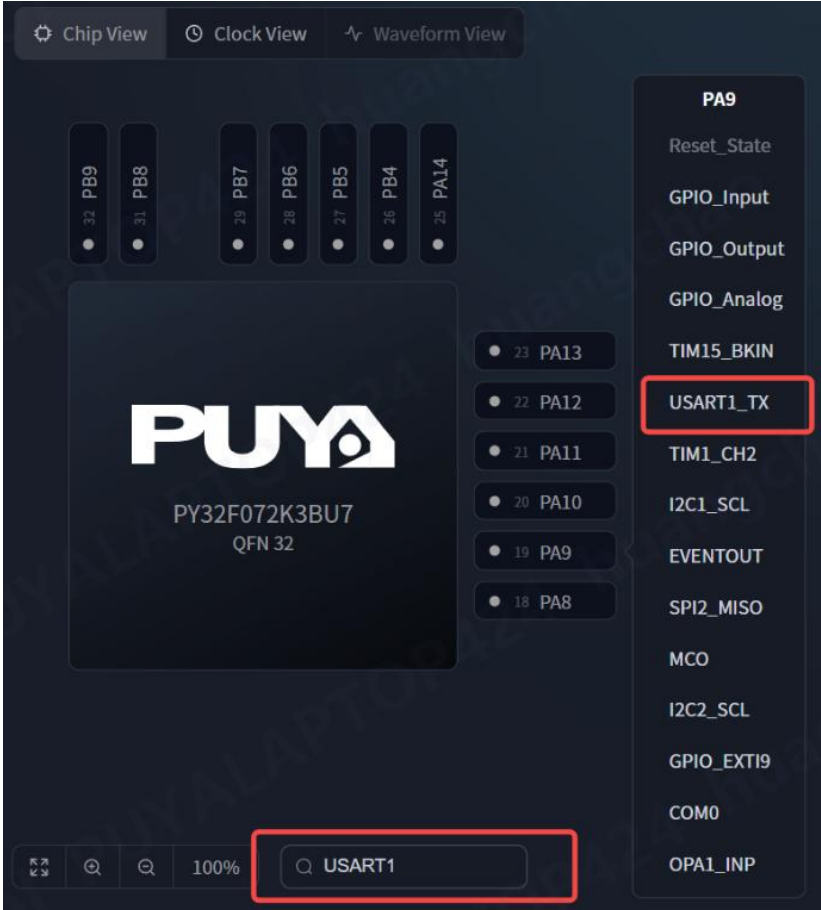 Chip View Clock View Waveform View
PA9
Reset_State
GPIO_Input
GPIO_Output
GPIO_Analog
TIM15_BKIN
USART1_TX
TIM1_CH2
I2C1_SCL
EVENTOUT
SPI2_MISO
MCO
I2C2_SCL
GPIO_EXTI9
COM0
OPA1_INP
32 PB9
31 PB8
29 PB7
28 PB6
27 PB5
26 PB4
25 PA14
23 PA13
22 PA12
21 PA11
20 PA10
19 PA9
18 PA8
PUYA
PY32F072K3BU7
QFN 32
100% USART1